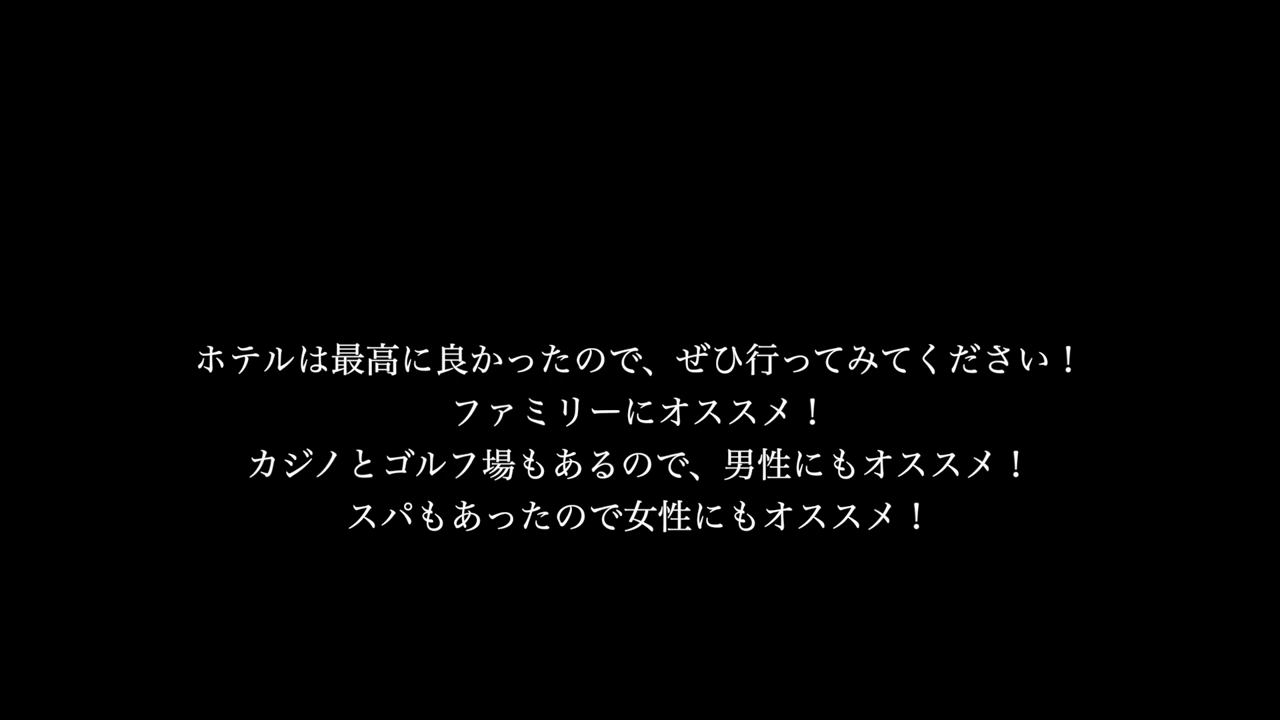 ホテルは最高に良かったので、ぜひ行ってみてください！
ファミリーにオススメ！
カジノとゴルフ場もあるので、男性にもオススメ！
スパもあったので女性にもオススメ！